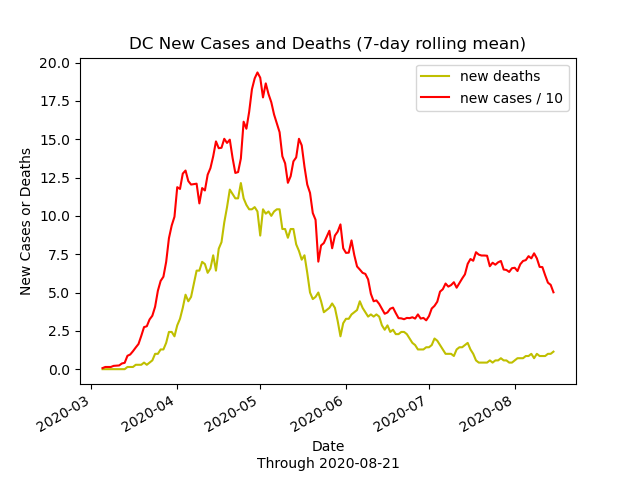 DC New Cases and Deaths (7-day rolling mean)
new deaths
new cases / 10
20.0
17.5
15.0
12.5
10.0
7.5
5.0
2.5
0.0
New Cases or Deaths
2020-03
2020-04
2020-05
2020-06
2020-07
2020-08
Date
Through 2020-08-21